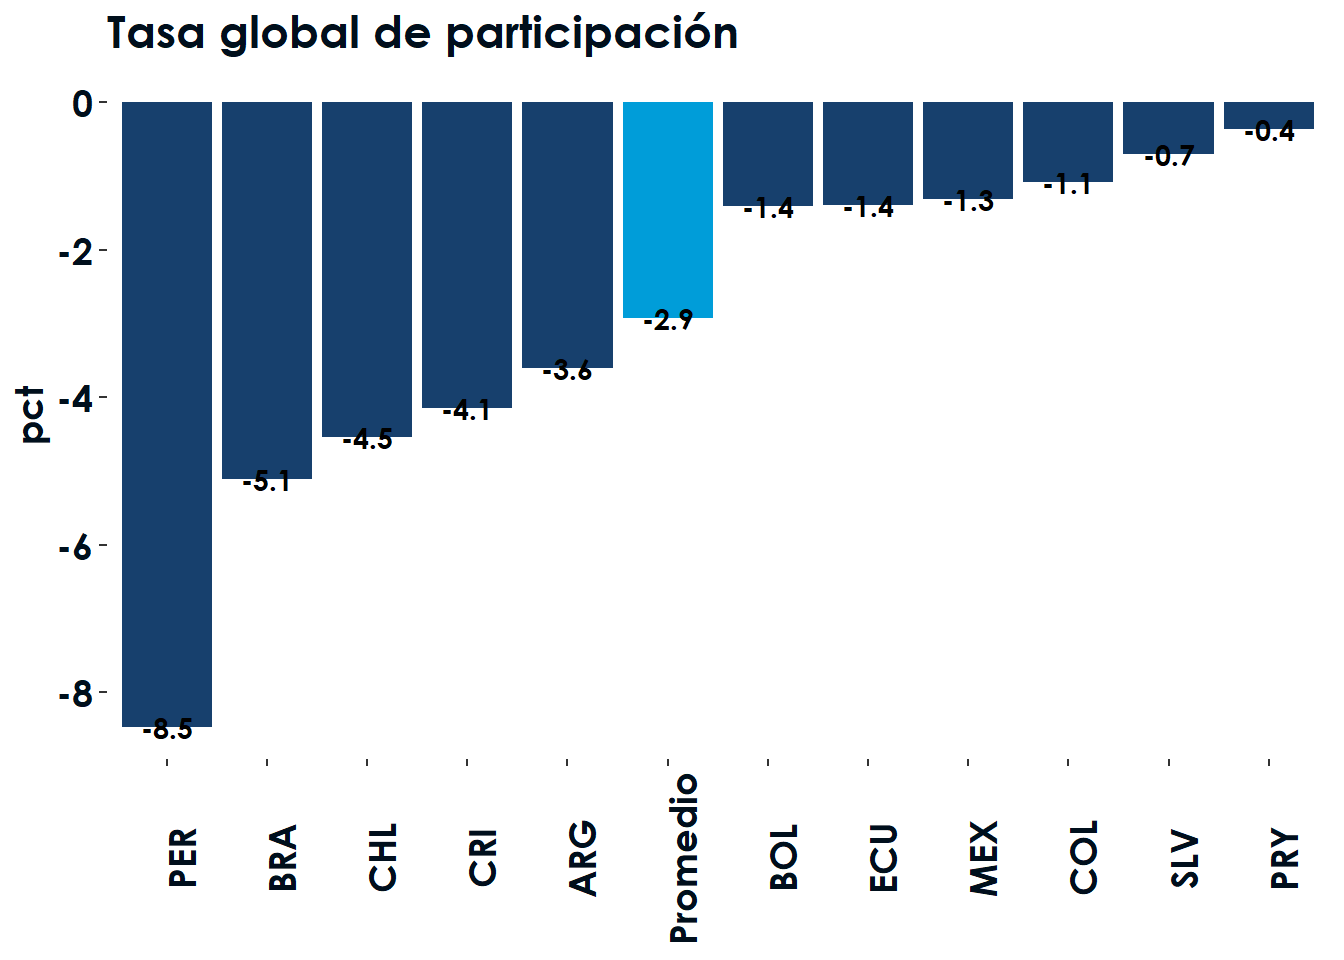 Tasa global de participación
0
-2
-4
-6
-8
pct
-8.5
-5.1
-4.5
-4.1
-3.6
-2.9
-1.4
-1.4
-1.3
-1.1
-0.7
-0.4
PER
BRA
CHL
CRI
ARG
Promedio
BOL
ECU
MEX
COL
SLV
PRY